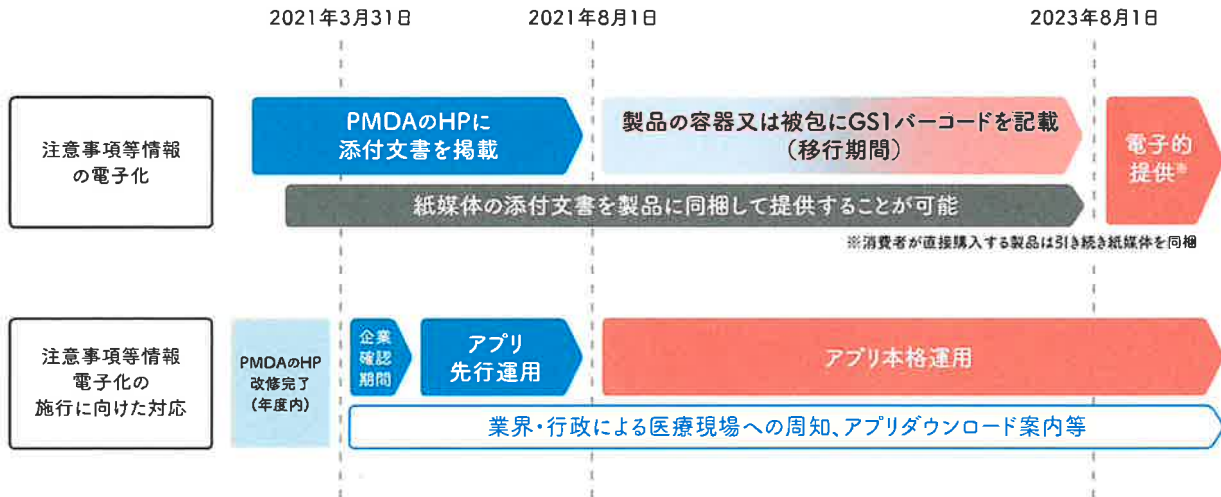 2021年3月31日
2021年8月1日
2023年8月1日
注意事項等情報
の電子化
PMDAのHPに
添付文書を掲載
製品の容器又は被包にGS1バーコードを記載
(移行期間)
電子的
提供※
紙媒体の添付文書を製品に同梱して提供することが可能
※消費者が直接購入する製品は引き続き紙媒体を同梱
注意事項等情報
電子化の
施行に向けた対応
PMDAのHP
改修完了
(年度内)
企業
確認
期間
アプリ
先行運用
アプリ本格運用
業界・行政による医療現場への周知、アプリダウンロード案内等